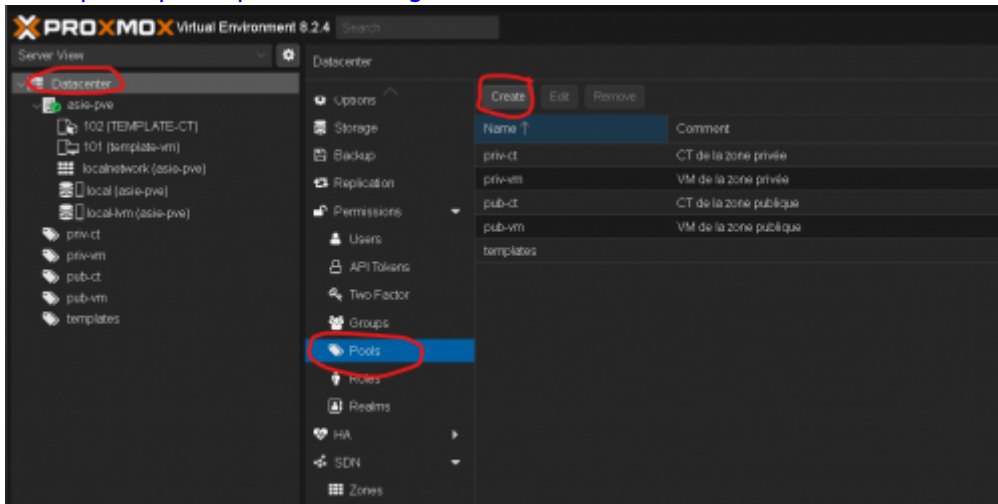 PROXMOX Virtual Environment 8.2.4 Search
Server View
Datacenter
asie-pve
102 (TEMPLATE-CT)
101 (template-vm)
localnetwork (asie-pve)
local (asie-pve)
local-lvm (asie-pve)
priv-ct
priv-vm
pub-ct
pub-vm
templates
Datacenter
Options
Storage
Backup
Replication
Permissions
Users
API Tokens
Two Factor
Groups
Pools
Roles
Realms
HA
SDN
Zones
Create Edit Remove
Name ↑ Comment
priv-ct CT de la zone privée
priv-vm VM de la zone privée
pub-ct CT de la zone publique
pub-vm VM de la zone publique
templates